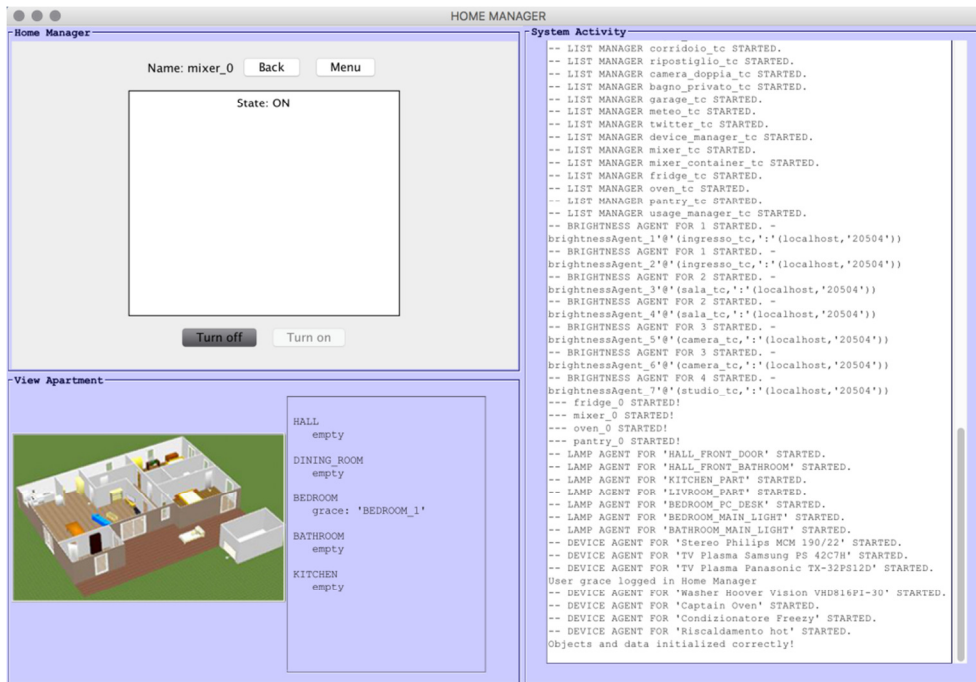 HOME MANAGER
Home Manager
Name: mixer_0 Back Menu
State: ON
Turn off Turn on
View Apartment
HALL
empty
DINING_ROOM
empty
BEDROOM
grace: 'BEDROOM_1'
BATHROOM
empty
KITCHEN
empty
System Activity
-- LIST MANAGER corridoio_tc STARTED.
-- LIST MANAGER ripostiglio_tc STARTED.
-- LIST MANAGER camera_doppia_tc STARTED.
-- LIST MANAGER bagno_privato_tc STARTED.
-- LIST MANAGER garage_tc STARTED.
-- LIST MANAGER meteo_tc STARTED.
-- LIST MANAGER twitter_tc STARTED.
-- LIST MANAGER device_manager_tc STARTED.
-- LIST MANAGER mixer_tc STARTED.
-- LIST MANAGER mixer_container_tc STARTED.
-- LIST MANAGER fridge_tc STARTED.
-- LIST MANAGER oven_tc STARTED.
-- LIST MANAGER pantry_tc STARTED.
-- LIST MANAGER usage_manager_tc STARTED.
-- BRIGHTNESS AGENT FOR 1 STARTED. -
brightnessAgent_1'@'(ingresso_tc,':'(localhost,'20504'))
-- BRIGHTNESS AGENT FOR 1 STARTED. -
brightnessAgent_2'@'(ingresso_tc,':'(localhost,'20504'))
-- BRIGHTNESS AGENT FOR 2 STARTED. -
brightnessAgent_3'@'(sala_tc,':'(localhost,'20504'))
-- BRIGHTNESS AGENT FOR 2 STARTED. -
brightnessAgent_4'@'(sala_tc,':'(localhost,'20504'))
-- BRIGHTNESS AGENT FOR 3 STARTED. -
brightnessAgent_5'@'(camera_tc,':'(localhost,'20504'))
-- BRIGHTNESS AGENT FOR 3 STARTED. -
brightnessAgent_6'@'(camera_tc,':'(localhost,'20504'))
-- BRIGHTNESS AGENT FOR 4 STARTED. -
brightnessAgent_7'@'(studio_tc,':'(localhost,'20504'))
--- fridge_0 STARTED!
--- mixer_0 STARTED!
--- oven_0 STARTED!
--- pantry_0 STARTED!
-- LAMP AGENT FOR 'HALL_FRONT_DOOR' STARTED.
-- LAMP AGENT FOR 'HALL_FRONT_BATHROOM' STARTED.
-- LAMP AGENT FOR 'KITCHEN_PART' STARTED.
-- LAMP AGENT FOR 'LIVROOM_PART' STARTED.
-- LAMP AGENT FOR 'BEDROOM_PC_DESK' STARTED.
-- LAMP AGENT FOR 'BEDROOM_MAIN_LIGHT' STARTED.
-- LAMP AGENT FOR 'BATHROOM_MAIN_LIGHT' STARTED.
-- DEVICE AGENT FOR 'Stereo Philips MCM 190/22' STARTED.
-- DEVICE AGENT FOR 'TV Plasma Samsung PS 42C7H' STARTED.
-- DEVICE AGENT FOR 'TV Plasma Panasonic TX-32PS12D' STARTED.
User grace logged in Home Manager
-- DEVICE AGENT FOR 'Washer Hoover Vision VHD816PI-30' STARTED.
-- DEVICE AGENT FOR 'Captain Oven' STARTED.
-- DEVICE AGENT FOR 'Condizionatore Freezy' STARTED.
-- DEVICE AGENT FOR 'Riscaldamento hot' STARTED.
Objects and data initialized correctly!